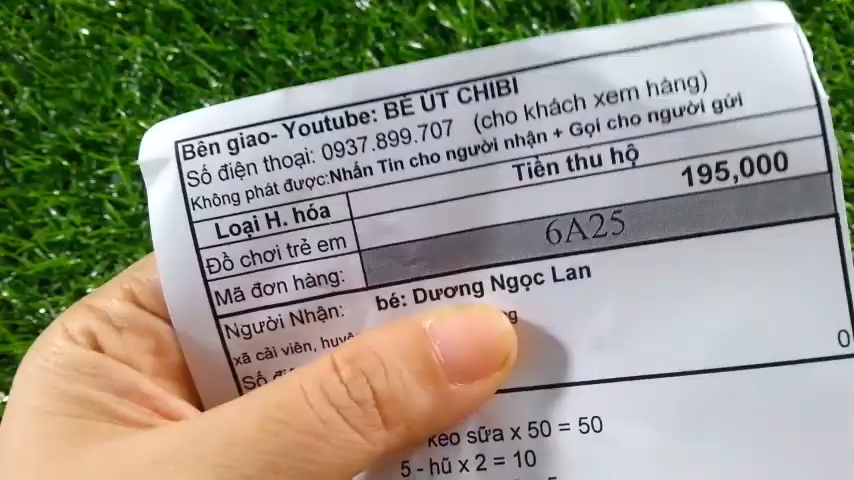 Bên giao- Youtube: BÉ ÚT CHIBI
Số điện thoại: 0937.899.707 (cho khách xem hàng)
Không phát được:Nhắn Tin cho người nhận + Gọi cho người gửi
Loại H. hóa
Tiền thu hộ
Đồ chơi trẻ em
195,000
Mã đơn hàng:
6A25
Người Nhận: bé: Dương Ngọc Lan
xã cải viên,
Số
0
kẹo sữa x 50 = 50
5 - hũ x 2 = 10